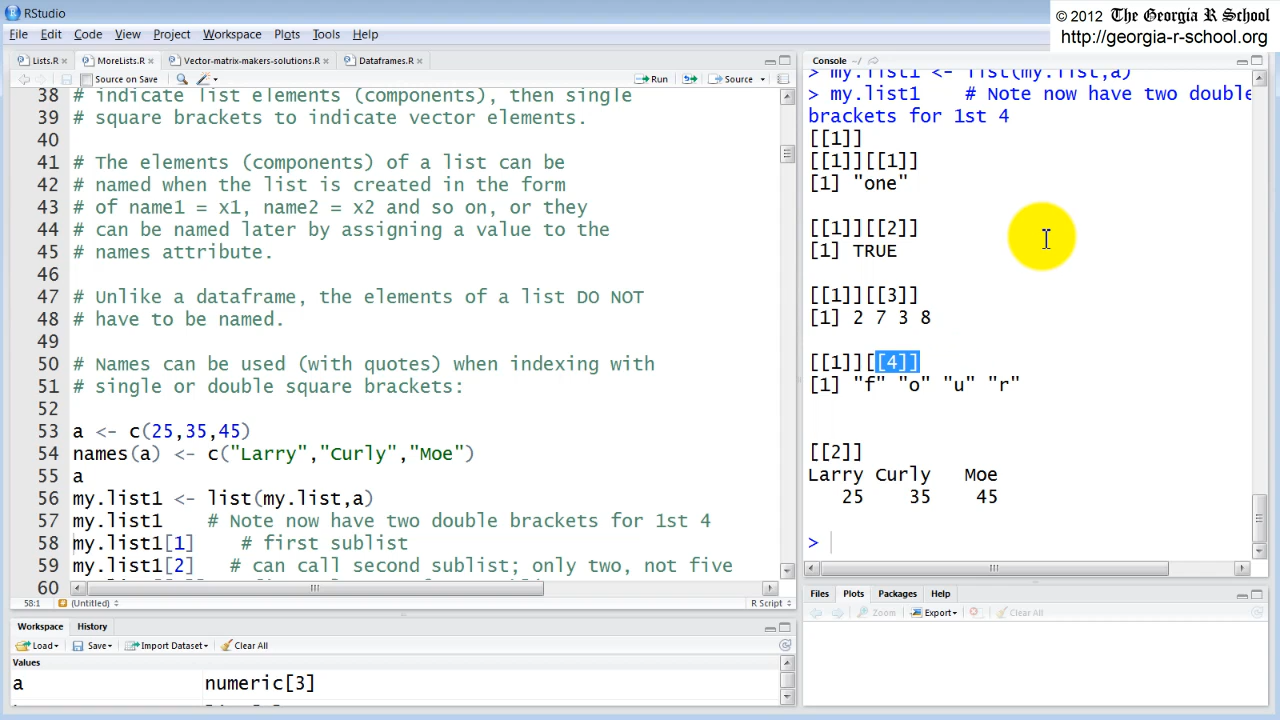 RStudio
© 2012 The Georgia R School
http://georgia-r-school.org
File Edit Code View Project Workspace Plots Tools Help
Lists.R MoreLists.R Vector-matrix-makers-solutions.R Dataframes.R
Source on Save Run Source
38 # indicate list elements (components), then single
39 # square brackets to indicate vector elements.
40
41 # The elements (components) of a list can be
42 # named when the list is created in the form
43 # of name1 = x1, name2 = x2 and so on, or they
44 # can be named later by assigning a value to the
45 # names attribute.
46
47 # Unlike a dataframe, the elements of a list DO NOT
48 # have to be named.
49
50 # Names can be used (with quotes) when indexing with
51 # single or double square brackets:
52
53 a <- c(25,35,45)
54 names(a) <- c("Larry","Curly","Moe")
55 a
56 my.list1 <- list(my.list,a)
57 my.list1 # Note now have two double brackets for 1st 4
58 my.list1[1] # first sublist
59 my.list1[2] # can call second sublist; only two, not five
60
58:1 (Untitled) R Script
Workspace History
Load Save Import Dataset Clear All
Values
a numeric[3]
Console ~/
> my.list1 <- list(my.list,a)
> my.list1 # Note now have two double
brackets for 1st 4
[[1]]
[[1]][[1]]
[1] "one"
[[1]][[2]]
[1] TRUE
[[1]][[3]]
[1] 2 7 3 8
[[1]][[4]]
[1] "f" "o" "u" "r"
[[2]]
Larry Curly Moe
25 35 45
>
Files Plots Packages Help
Zoom Export Clear All